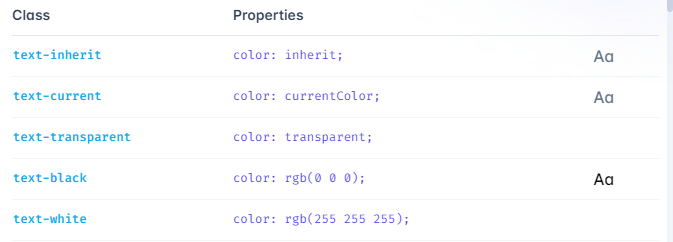 Class Properties
text-inherit color: inherit; Aa
text-current color: currentColor; Aa
text-transparent color: transparent;
text-black color: rgb(0 0 0); Aa
text-white color: rgb(255 255 255);